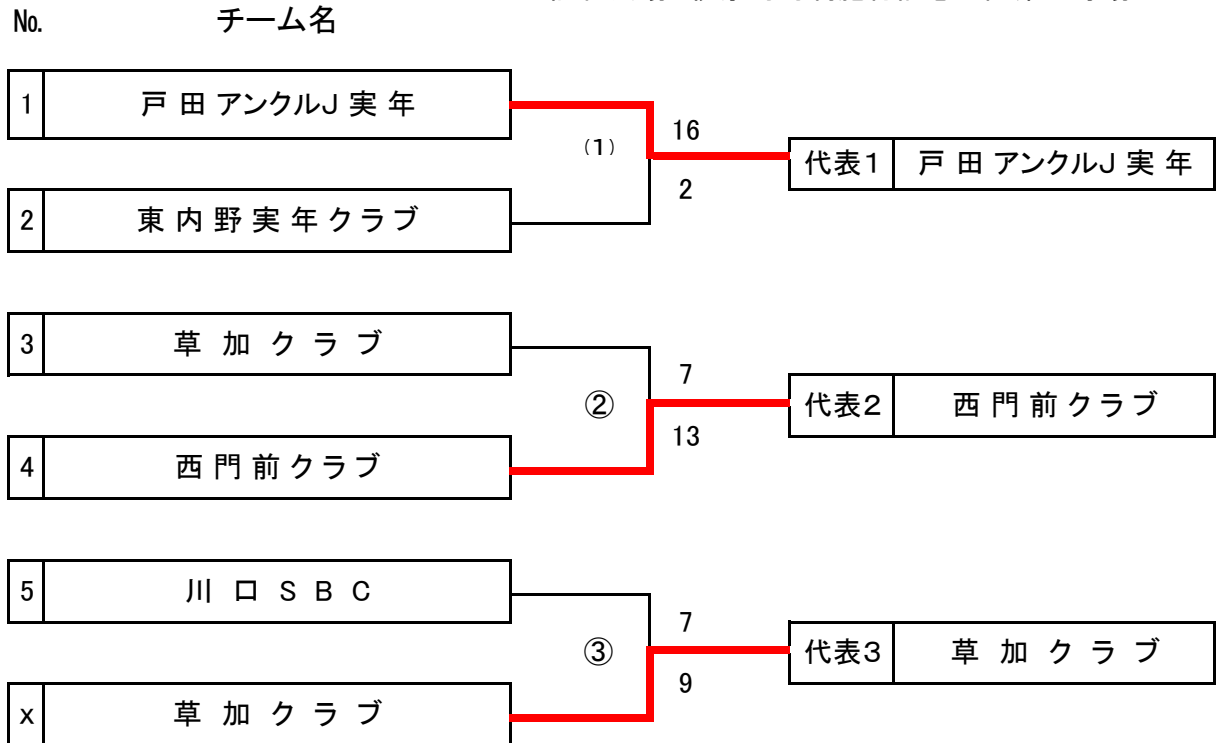 No. チーム名
1 戸田アンクルJ実年
(1)
16
2
代表1 戸田アンクルJ実年
2 東内野実年クラブ
3 草加クラブ
②
7
13
代表2 西門前クラブ
4 西門前クラブ
5 川口SBC
③
7
9
代表3 草加クラブ
x 草加クラブ